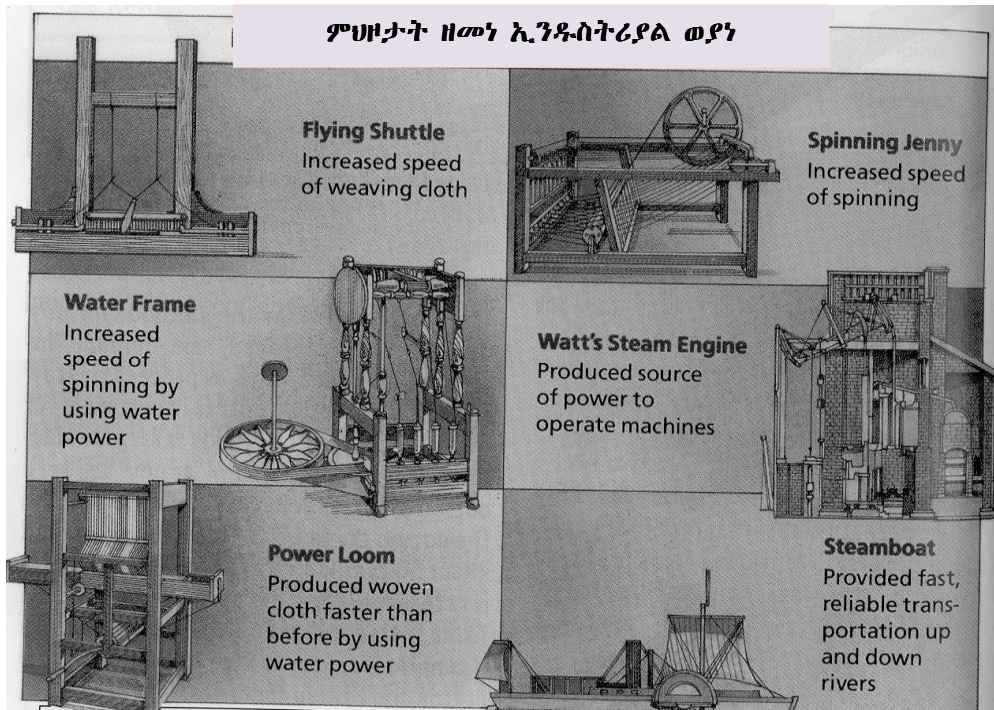 ምህዞታት ዘመነ ኢንዱስትሪያል ወያነ
Flying Shuttle
Increased speed
of weaving cloth
Spinning Jenny
Increased speed
of spinning
Water Frame
Increased
speed of
spinning by
using water
power
Watt's Steam Engine
Produced source
of power to
operate machines
Power Loom
Produced woven
cloth faster than
before by using
water power
Steamboat
Provided fast,
reliable trans-
portation up
and down
rivers